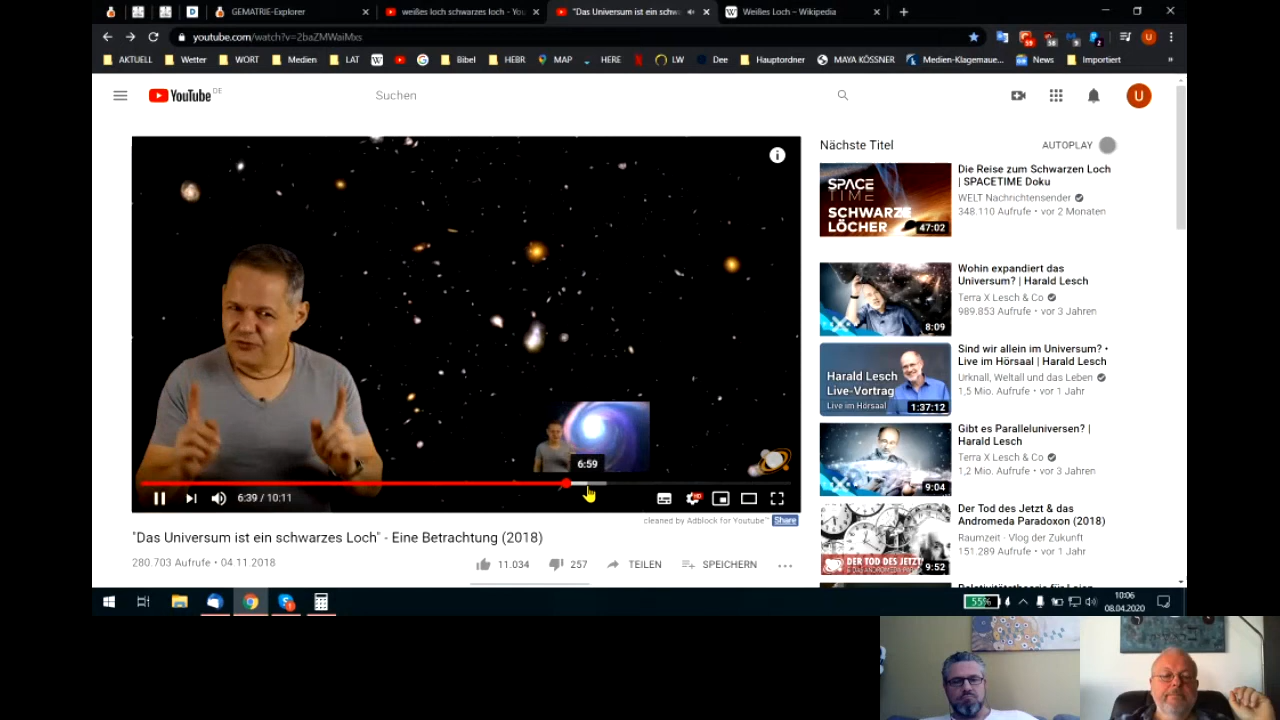 GEMATRIE-Explorer
weißes loch schwarzes loch - You
"Das Universum ist ein schwa
Weißes Loch – Wikipedia
youtube.com/watch?v=2baZMWaiMxs
AKTUELL
Wetter
WORT
Medien
LAT
Bibel
HEBR
MAP
HERE
LW
Dee
Hauptordner
MAYA KÖSSNER
Medien-Klagemaue...
News
Importiert
YouTube DE
Suchen
U
Nächste Titel
AUTOPLAY
SPACE
TIME
SCHWARZE
LÖCHER
47:02
Die Reise zum Schwarzen Loch
| SPACETIME Doku
WELT Nachrichtensender
348.110 Aufrufe • vor 2 Monaten
8:09
Wohin expandiert das
Universum? | Harald Lesch
Terra X Lesch & Co
989.853 Aufrufe • vor 3 Jahren
Harald Lesch
Live-Vortrag
Live im Hörsaal
1:37:12
Sind wir allein im Universum? •
Live im Hörsaal | Harald Lesch
Urknall, Weltall und das Leben
1,5 Mio. Aufrufe • vor 1 Jahr
9:04
Gibt es Paralleluniversen? |
Harald Lesch
Terra X Lesch & Co
1,2 Mio. Aufrufe • vor 3 Jahren
DER TOD DES JETZT
9:52
Der Tod des Jetzt & das
Andromeda Paradoxon (2018)
Raumzeit - Vlog der Zukunft
151.289 Aufrufe • vor 1 Jahr
6:59
6:39 / 10:11
HD
cleaned by Adblock for Youtube™
Share
"Das Universum ist ein schwarzes Loch" - Eine Betrachtung (2018)
280.703 Aufrufe • 04.11.2018
11.034
257
TEILEN
SPEICHERN
55%
10:06
08.04.2020